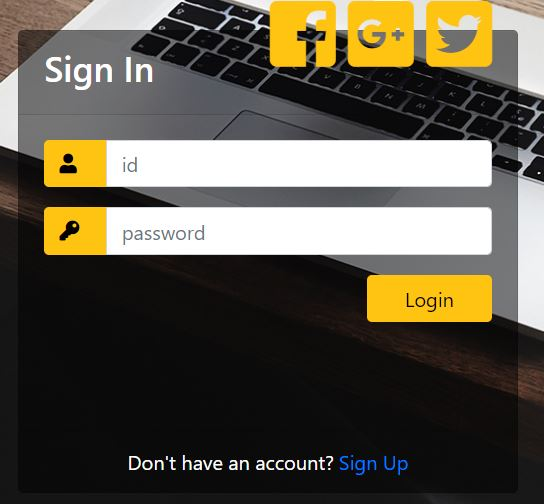 Sign In
id
password
Login
Don't have an account? Sign Up